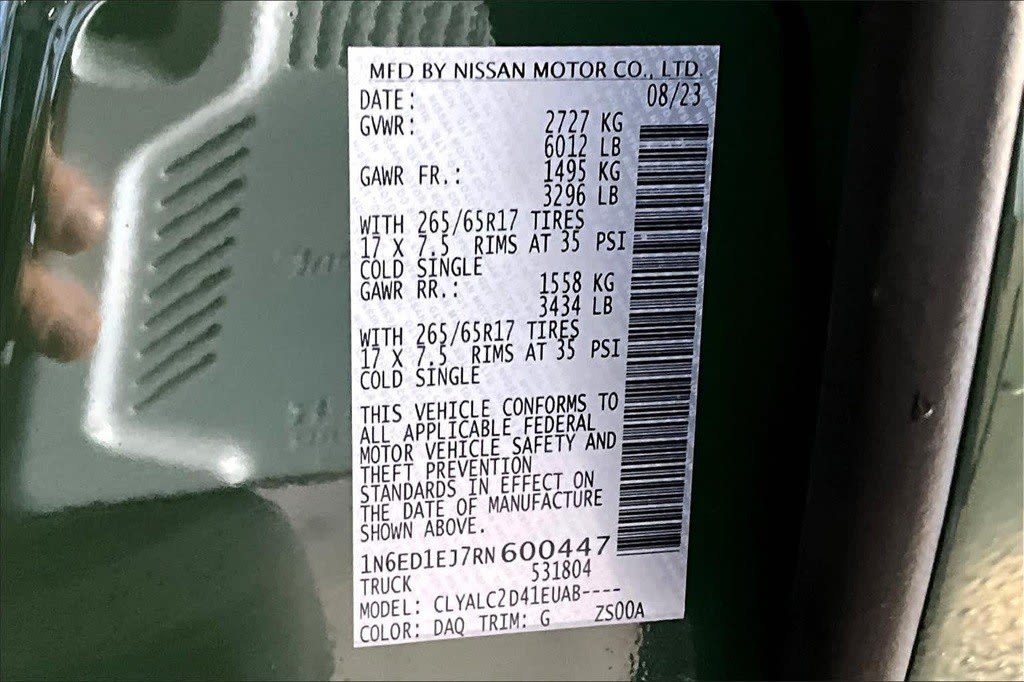 MFD BY NISSAN MOTOR CO., LTD.
DATE: 08/23
GVWR: 2727 KG
6012 LB
GAWR FR.: 1495 KG
3296 LB
WITH 265/65R17 TIRES
17 X 7.5 RIMS AT 35 PSI
COLD SINGLE
GAWR RR.: 1558 KG
3434 LB
WITH 265/65R17 TIRES
17 X 7.5 RIMS AT 35 PSI
COLD SINGLE
THIS VEHICLE CONFORMS TO
ALL APPLICABLE FEDERAL
MOTOR VEHICLE SAFETY AND
THEFT PREVENTION
STANDARDS IN EFFECT ON
THE DATE OF MANUFACTURE
SHOWN ABOVE.
1N6ED1EJ7RN600447
TRUCK 531804
MODEL: CLYALC2D41EUAB----
COLOR: DAQ TRIM: G ZS00A